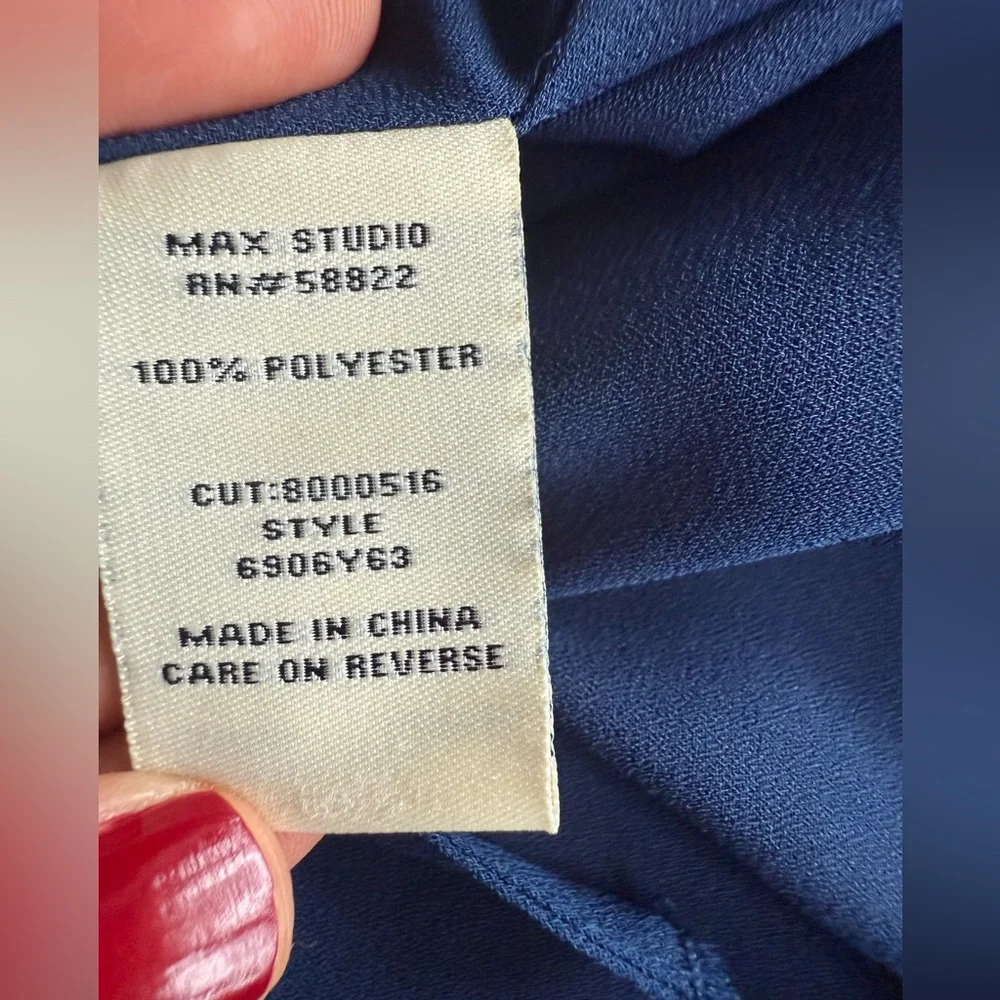 MAX STUDIO
RN#58822
100% POLYESTER
CUT:8000516
STYLE
6906Y63
MADE IN CHINA
CARE ON REVERSE